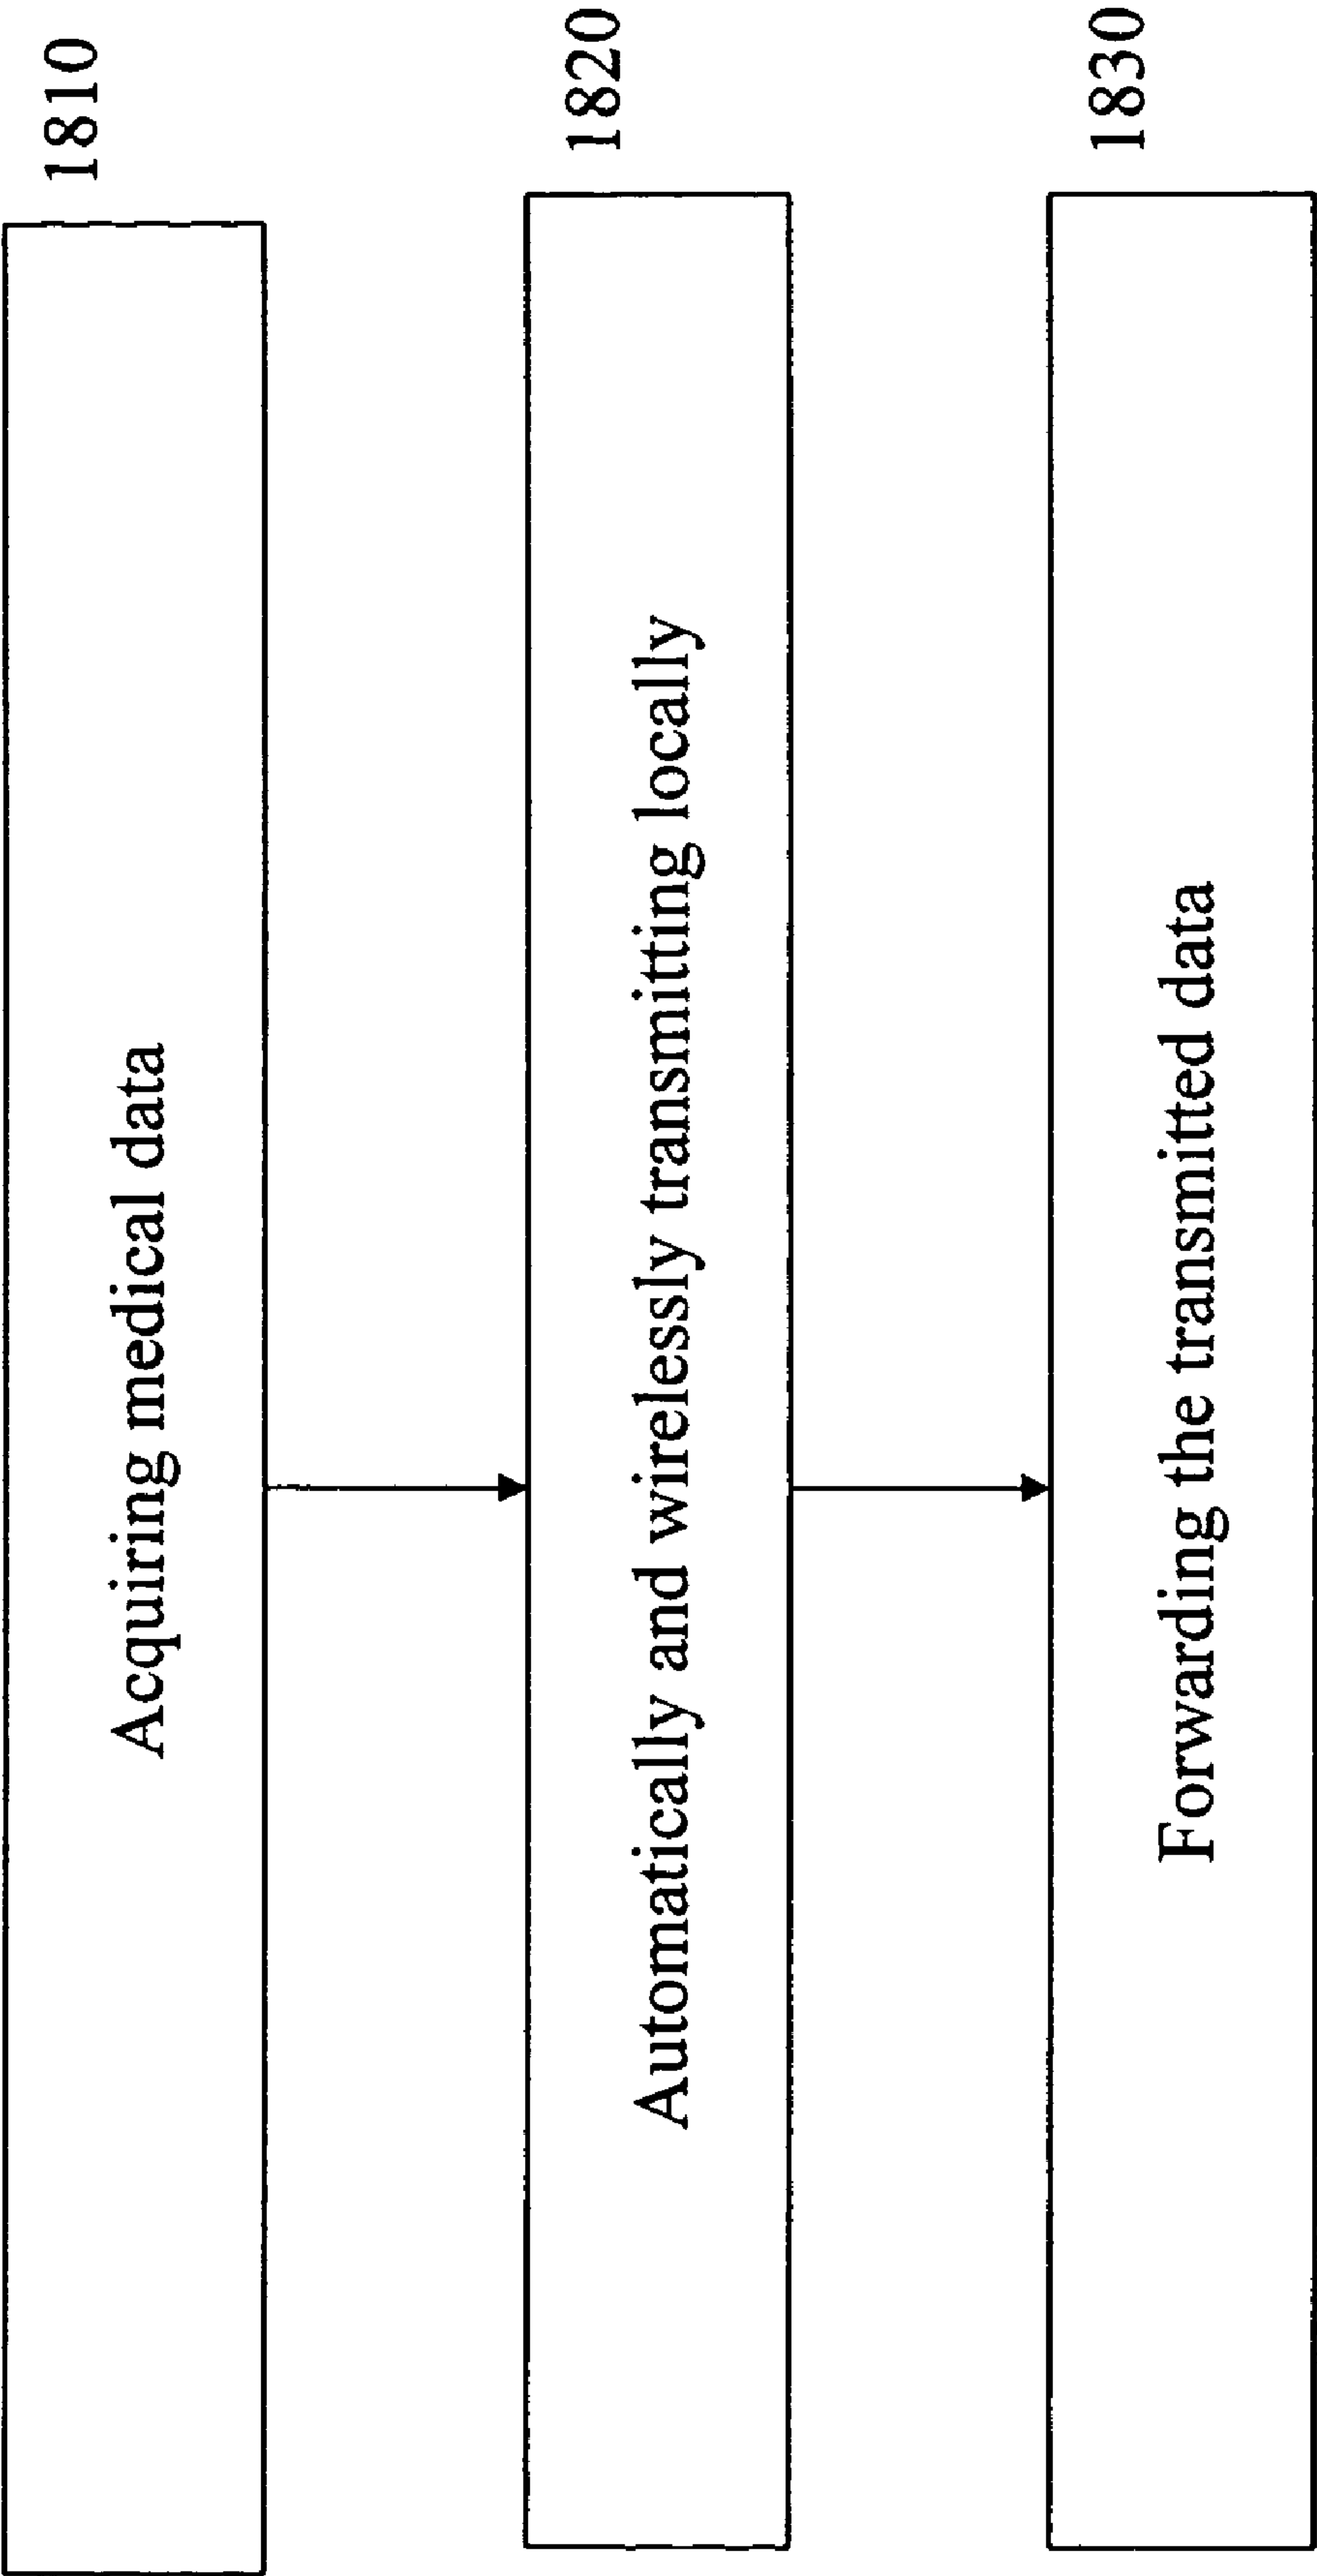 Acquiring medical data
1810
Automatically and wirelessly transmitting locally
1820
Forwarding the transmitted data
1830